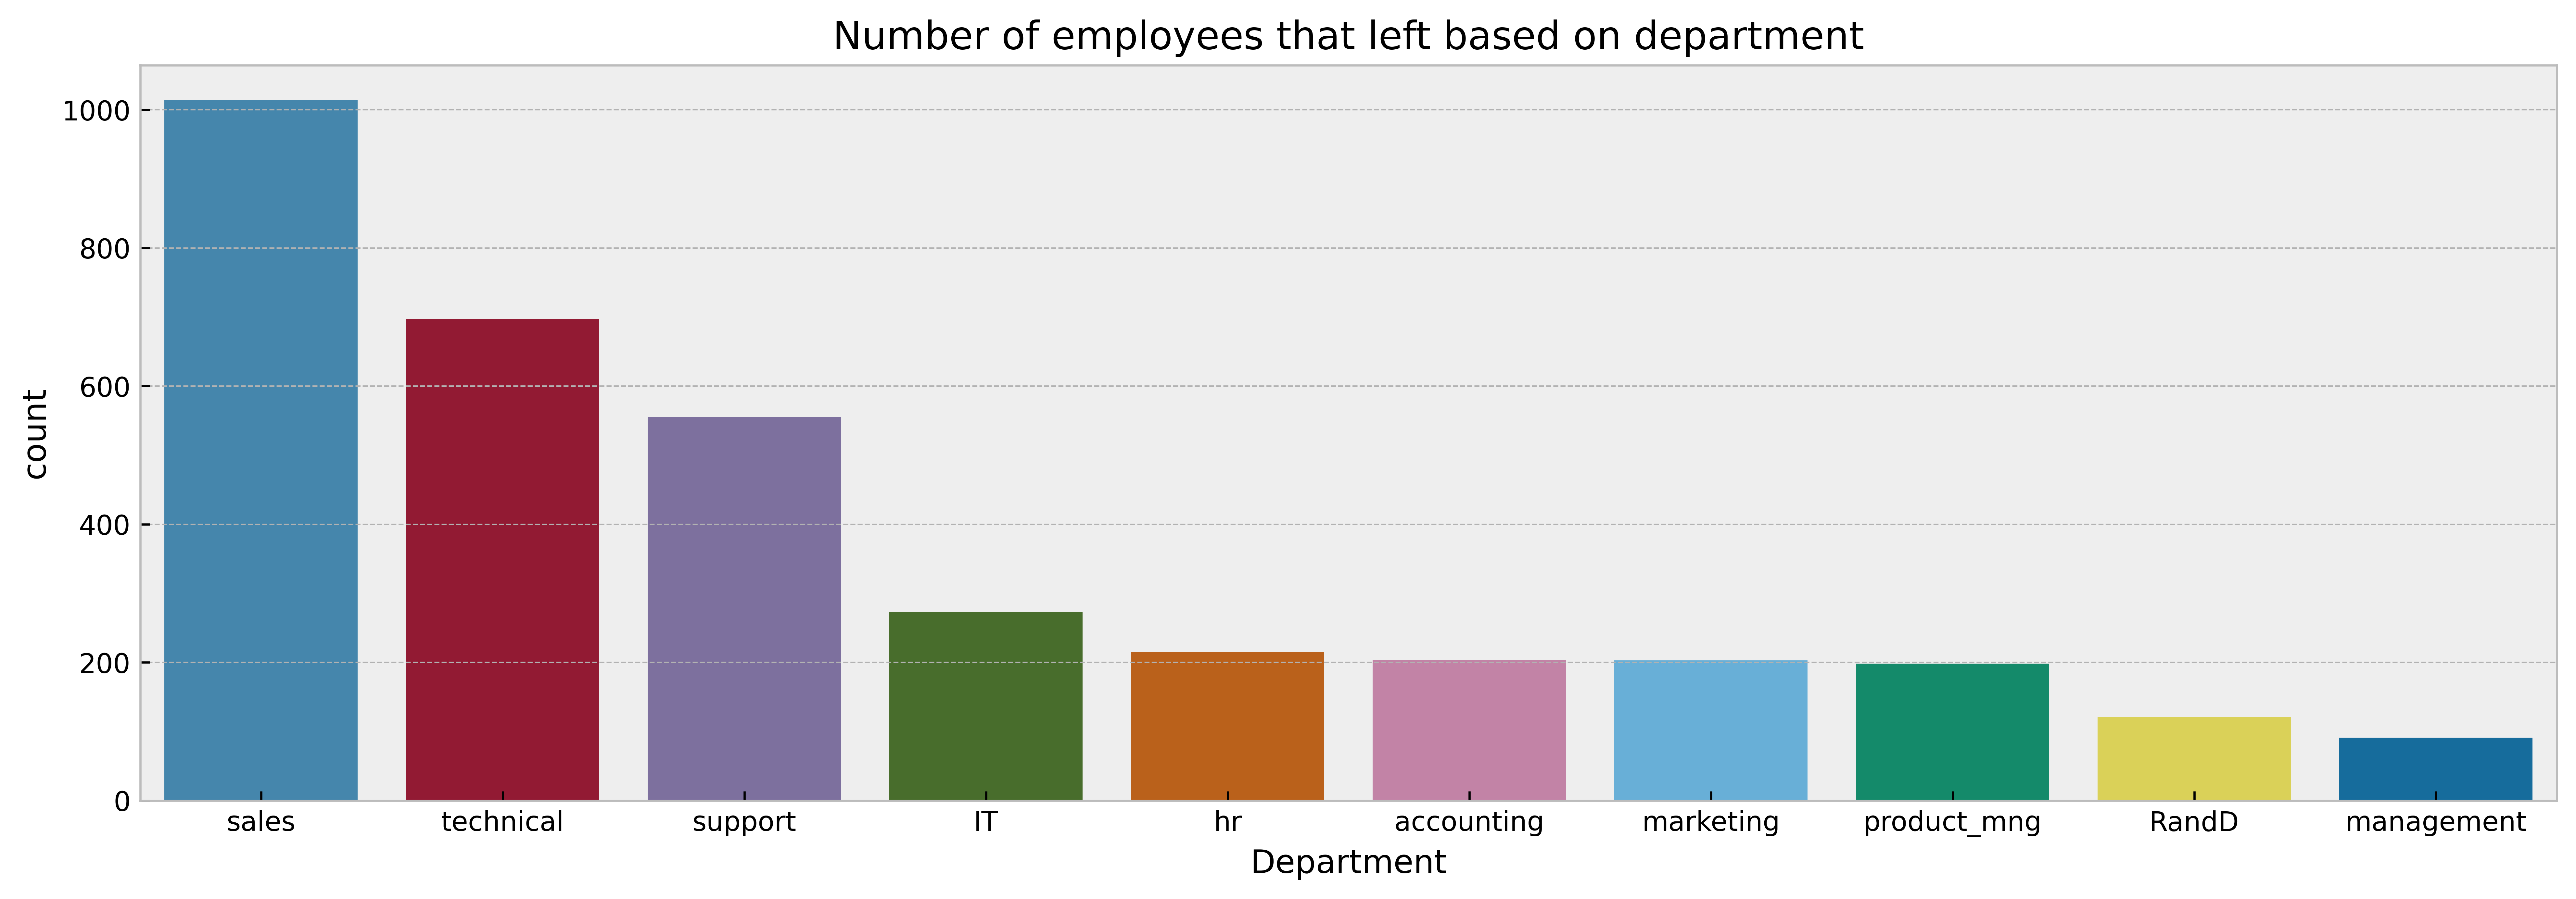 Number of employees that left based on department
1000
800
600
400
200
0
count
sales technical support IT hr accounting marketing product_mng RandD management
Department